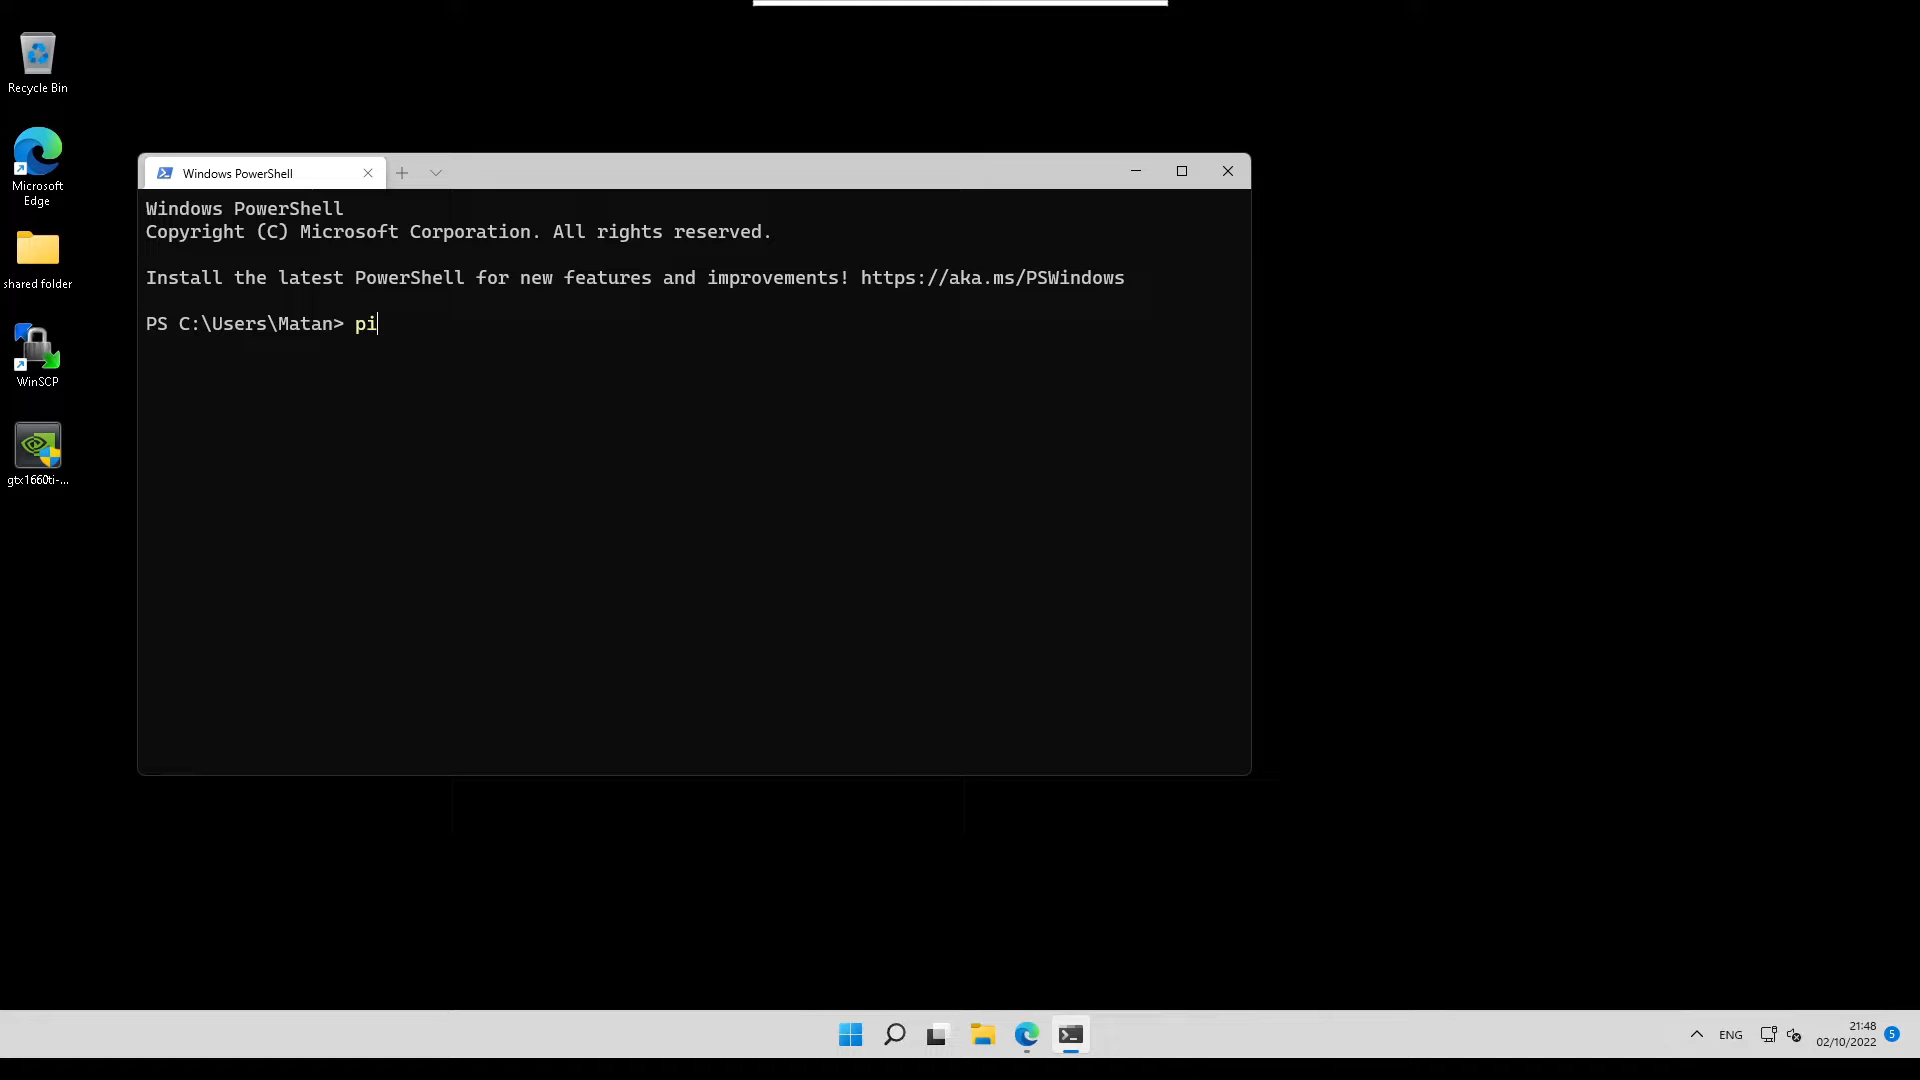 Recycle Bin
Microsoft
Edge
shared folder
WinSCP
gtx1660ti-...
Windows PowerShell
Windows PowerShell
Copyright (C) Microsoft Corporation. All rights reserved.
Install the latest PowerShell for new features and improvements! https://aka.ms/PSWindows
PS C:\Users\Matan> pi
ENG
21:48
02/10/2022
5